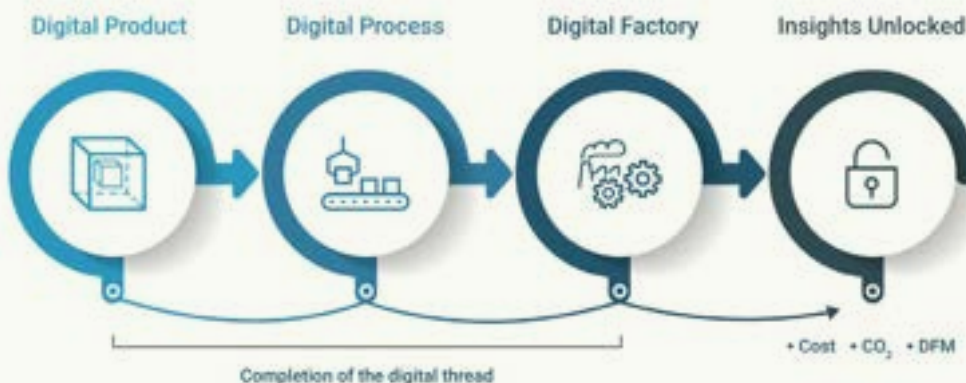 Digital Product
Digital Process
Digital Factory
Insights Unlocked
• Cost • CO₂ • DFM
Completion of the digital thread